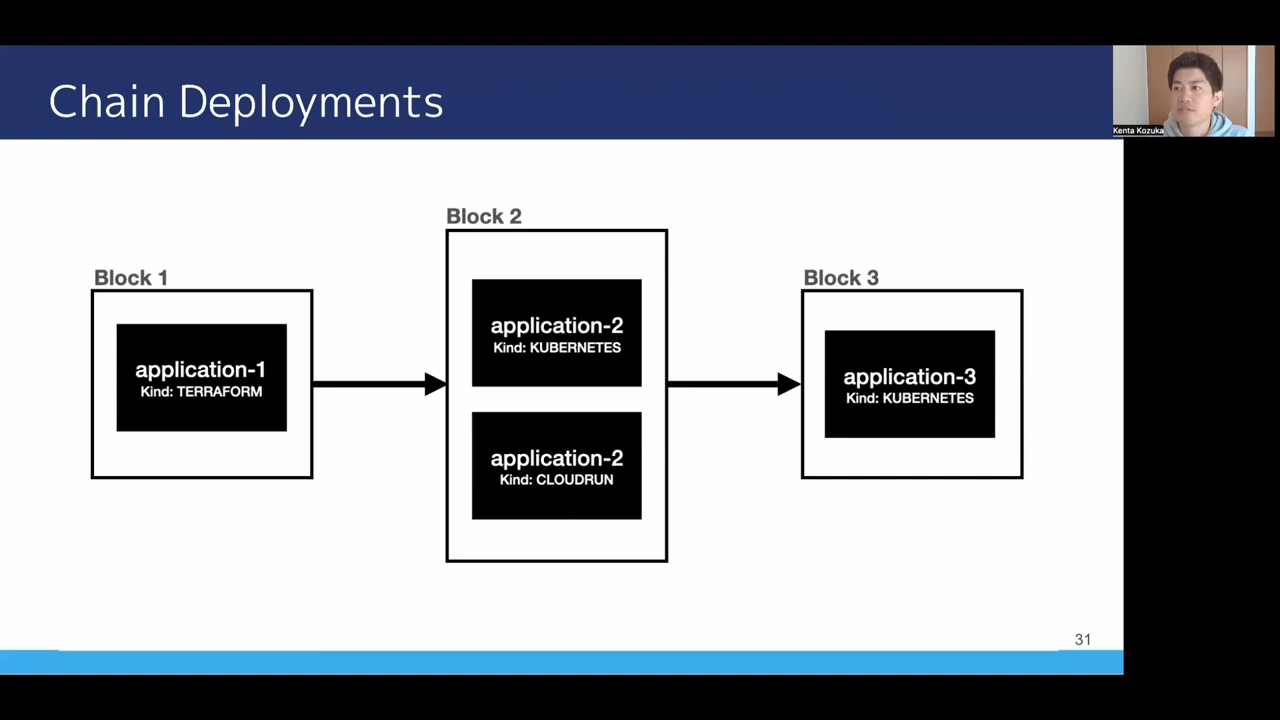 Chain Deployments
Kenta Kozuka
Block 1
application-1
Kind: TERRAFORM
Block 2
application-2
Kind: KUBERNETES
application-2
Kind: CLOUDRUN
Block 3
application-3
Kind: KUBERNETES
31